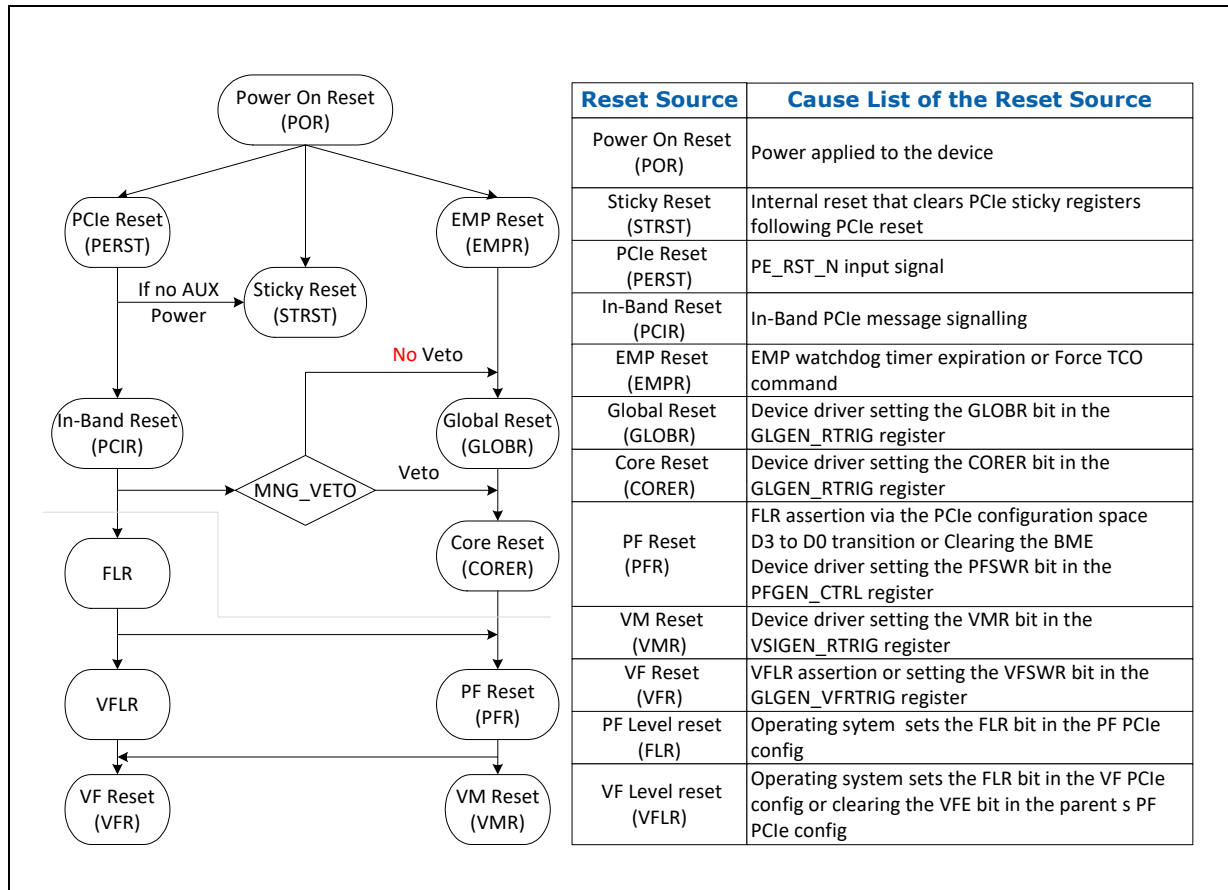 Power On Reset
(POR)
PCIe Reset
(PERST)
EMP Reset
(EMPR)
If no AUX
Power
Sticky Reset
(STRST)
No Veto
In-Band Reset
(PCIR)
Global Reset
(GLOBR)
MNG_VETO
Veto
Core Reset
(CORER)
FLR
VFLR
PF Reset
(PFR)
VF Reset
(VFR)
VM Reset
(VMR)
Reset Source
Cause List of the Reset Source
Power On Reset
(POR)
Power applied to the device
Sticky Reset
(STRST)
Internal reset that clears PCIe sticky registers
following PCIe reset
PCIe Reset
(PERST)
PE_RST_N input signal
In-Band Reset
(PCIR)
In-Band PCIe message signalling
EMP Reset
(EMPR)
EMP watchdog timer expiration or Force TCO
command
Global Reset
(GLOBR)
Device driver setting the GLOBR bit in the
GLGEN_RTRIG register
Core Reset
(CORER)
Device driver setting the CORER bit in the
GLGEN_RTRIG register
PF Reset
(PFR)
FLR assertion via the PCIe configuration space
D3 to D0 transition or Clearing the BME
Device driver setting the PFSWR bit in the
PFGEN_CTRL register
VM Reset
(VMR)
Device driver setting the VMR bit in the
VSIGEN_RTRIG register
VF Reset
(VFR)
VFLR assertion or setting the VFSWR bit in the
GLGEN_VFRTRIG register
PF Level reset
(FLR)
Operating sytem  sets the FLR bit in the PF PCIe
config
VF Level reset
(VFLR)
Operating system sets the FLR bit in the VF PCIe
config or clearing the VFE bit in the parent s PF
PCIe config